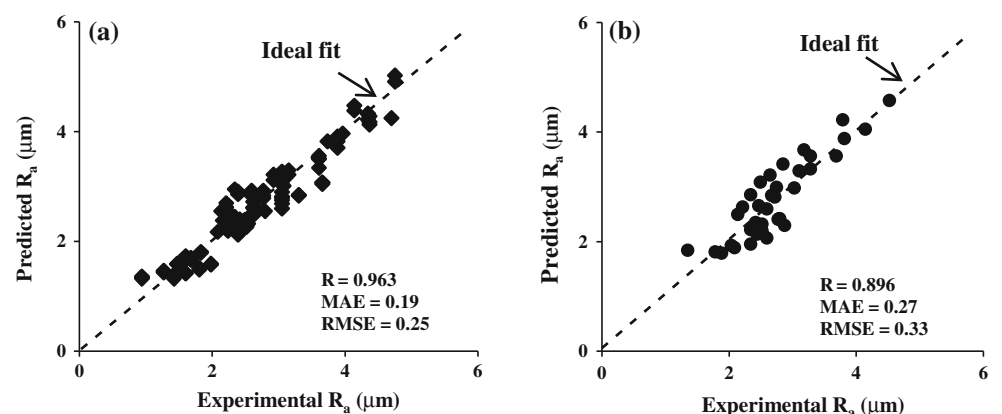 (a)
Ideal fit
6
4
2
0
Predicted Ra (μm)
R = 0.963
MAE = 0.19
RMSE = 0.25
0 2 4 6
Experimental Ra (μm)
(b)
Ideal fit
6
4
2
0
Predicted Ra (μm)
R = 0.896
MAE = 0.27
RMSE = 0.33
0 2 4 6
Experimental Ra (μm)